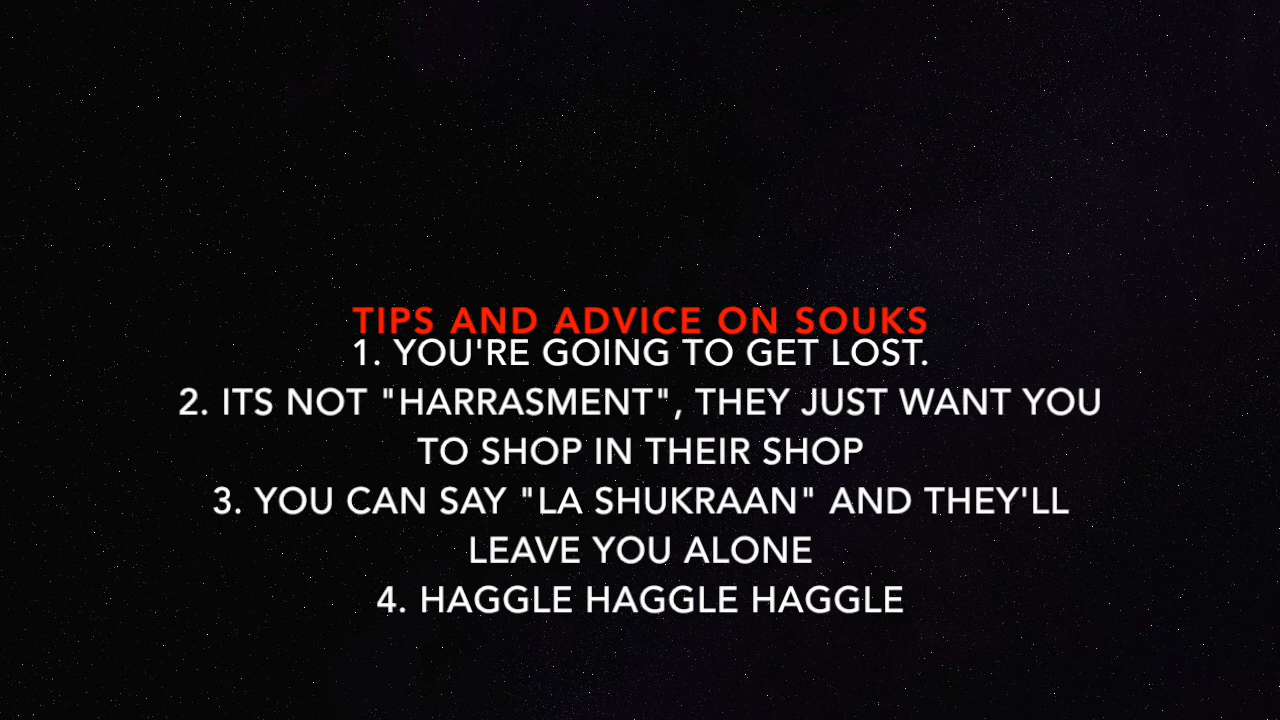 TIPS AND ADVICE ON SOUKS
1. YOU'RE GOING TO GET LOST.
2. ITS NOT "HARRASMENT", THEY JUST WANT YOU
TO SHOP IN THEIR SHOP
3. YOU CAN SAY "LA SHUKRAAN" AND THEY'LL
LEAVE YOU ALONE
4. HAGGLE HAGGLE HAGGLE